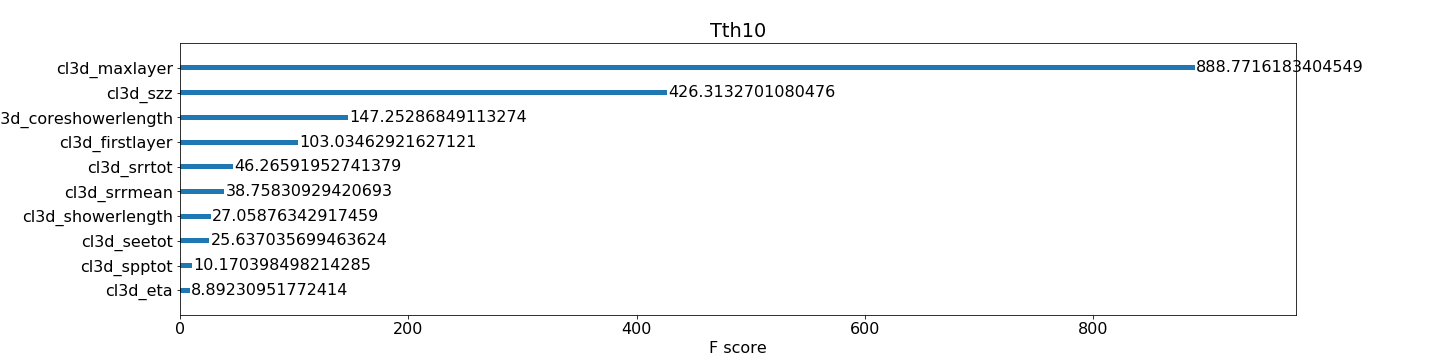 Tth10
cl3d_maxlayer 888.7716183404549
cl3d_szz 426.3132701080476
3d_coreshowerlength 147.25286849113274
cl3d_firstlayer 103.03462921627121
cl3d_srrtot 46.26591952741379
cl3d_srrmean 38.75830929420693
cl3d_showerlength 27.05876342917459
cl3d_seetot 25.637035699463624
cl3d_spptot 10.170398498214285
cl3d_eta 8.89230951772414
0 200 400 600 800
F score